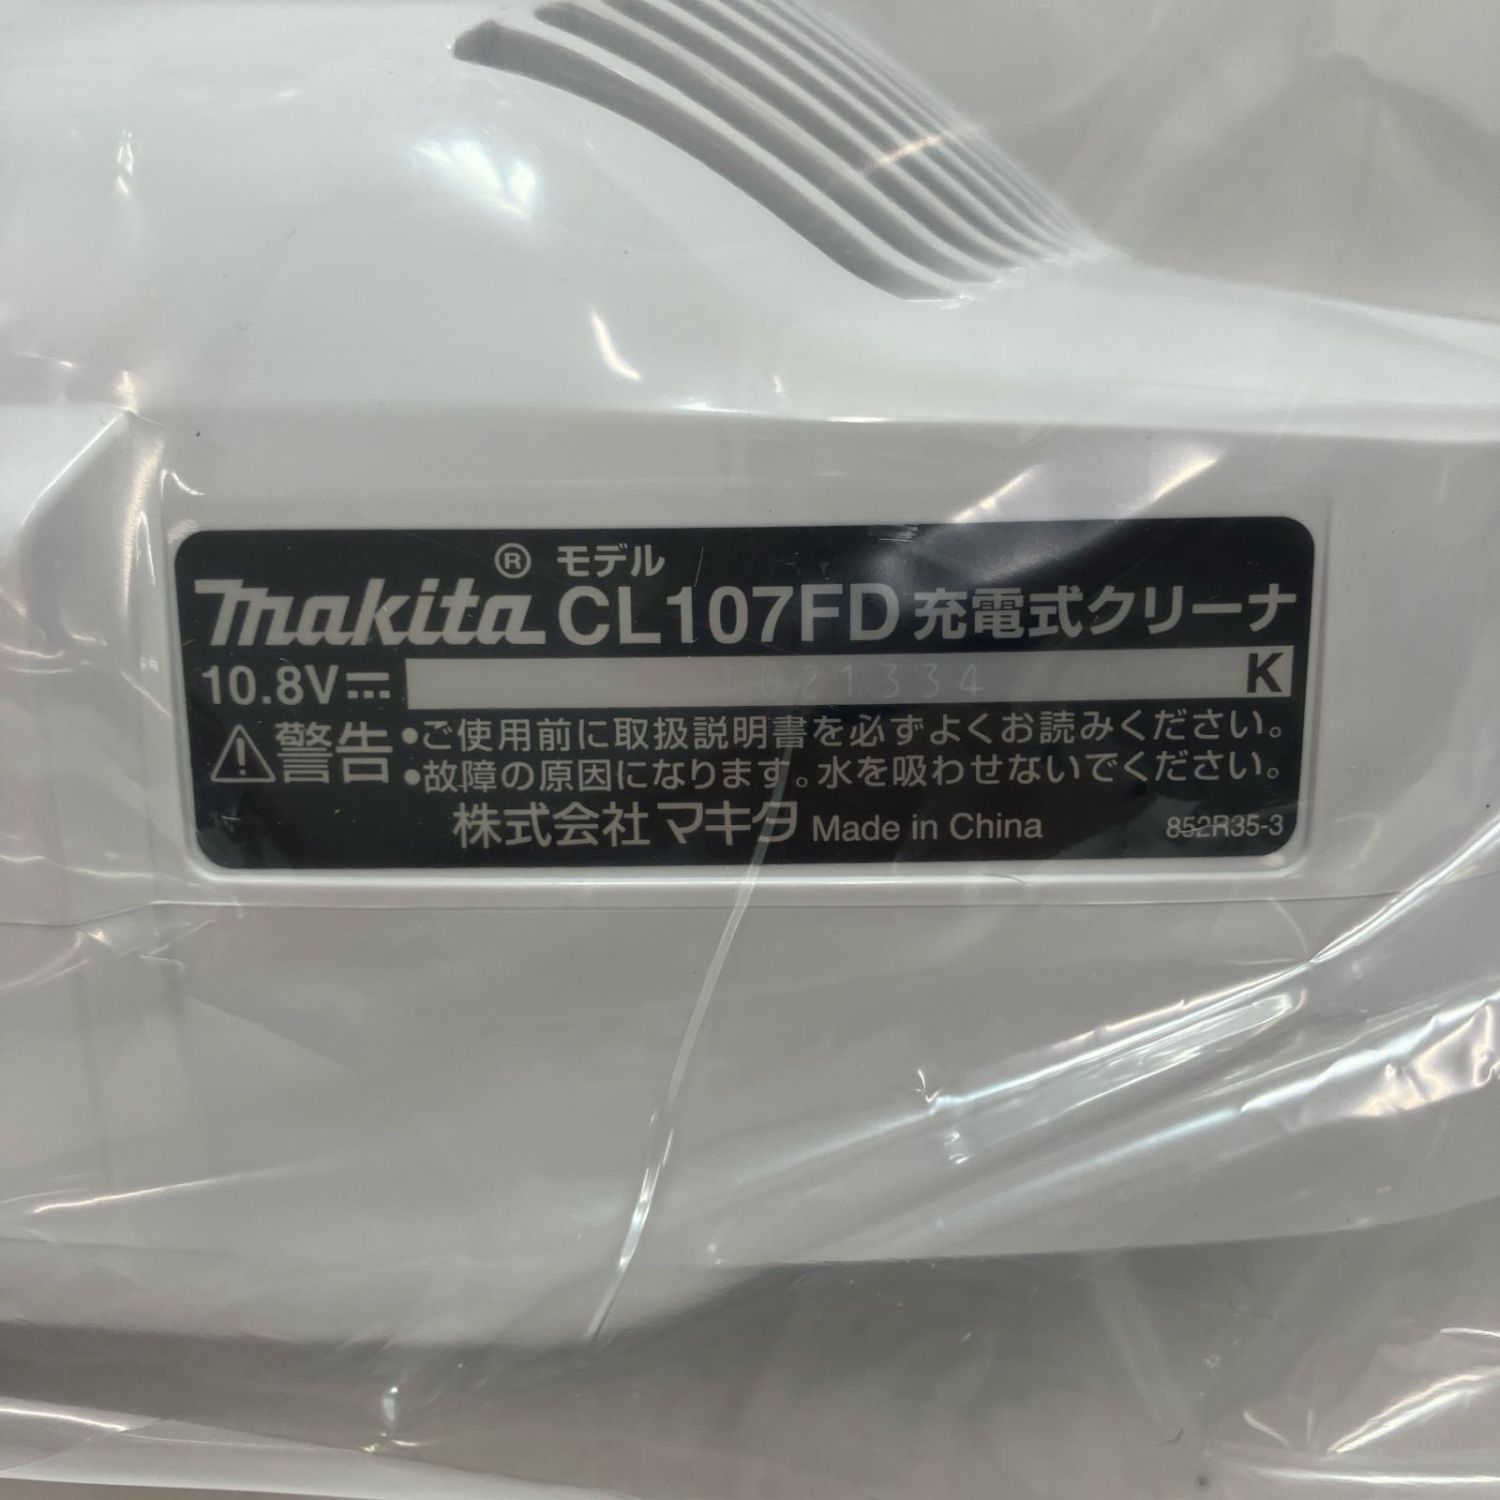 makita® モデル CL107FD 充電式クリーナ
10.8V⎓ 1021334 K
⚠警告 •ご使用前に取扱説明書を必ずよくお読みください。
•故障の原因になります。水を吸わせないでください。
株式会社マキタ Made in China 852R35-3